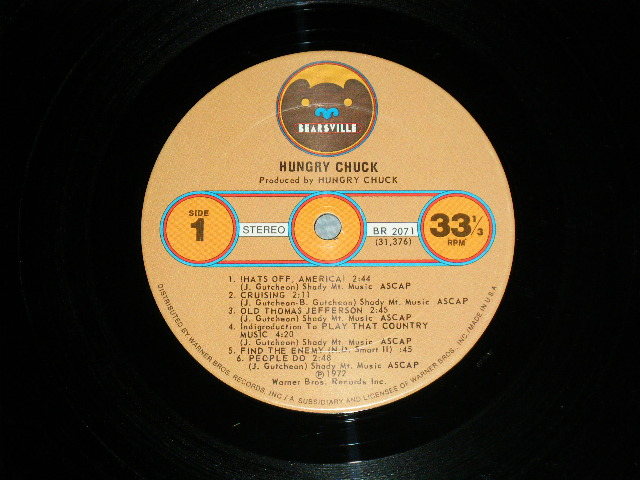 BEARSVILLE
HUNGRY CHUCK
Produced by HUNGRY CHUCK
SIDE
1
STEREO
BR 2071
(31,376)
33 1/3
RPM
1. !HATS OFF, AMERICA! 2:44
(J. Gutcheon) Shady Mt. Music ASCAP
2. CRUISING 2:11
(J. Gutcheon-B. Gutcheon) Shady Mt. Music ASCAP
3. OLD THOMAS JEFFERSON 2:45
(J. Gutcheon) Shady Mt. Music ASCAP
4. Indigroduction To PLAY THAT COUNTRY
MUSIC 4:20
(J. Gutcheon) Shady Mt. Music ASCAP
5. FIND THE ENEMY (N.D. Smart II) :45
6. PEOPLE DO 2:48
(J. Gutcheon) Shady Mt. Music ASCAP
℗ 1972
Warner Bros. Records Inc.
DISTRIBUTED BY WARNER BROS. RECORDS, INC./A SUBSIDIARY AND LICENSEE OF WARNER BROS. INC./MADE IN U.S.A.